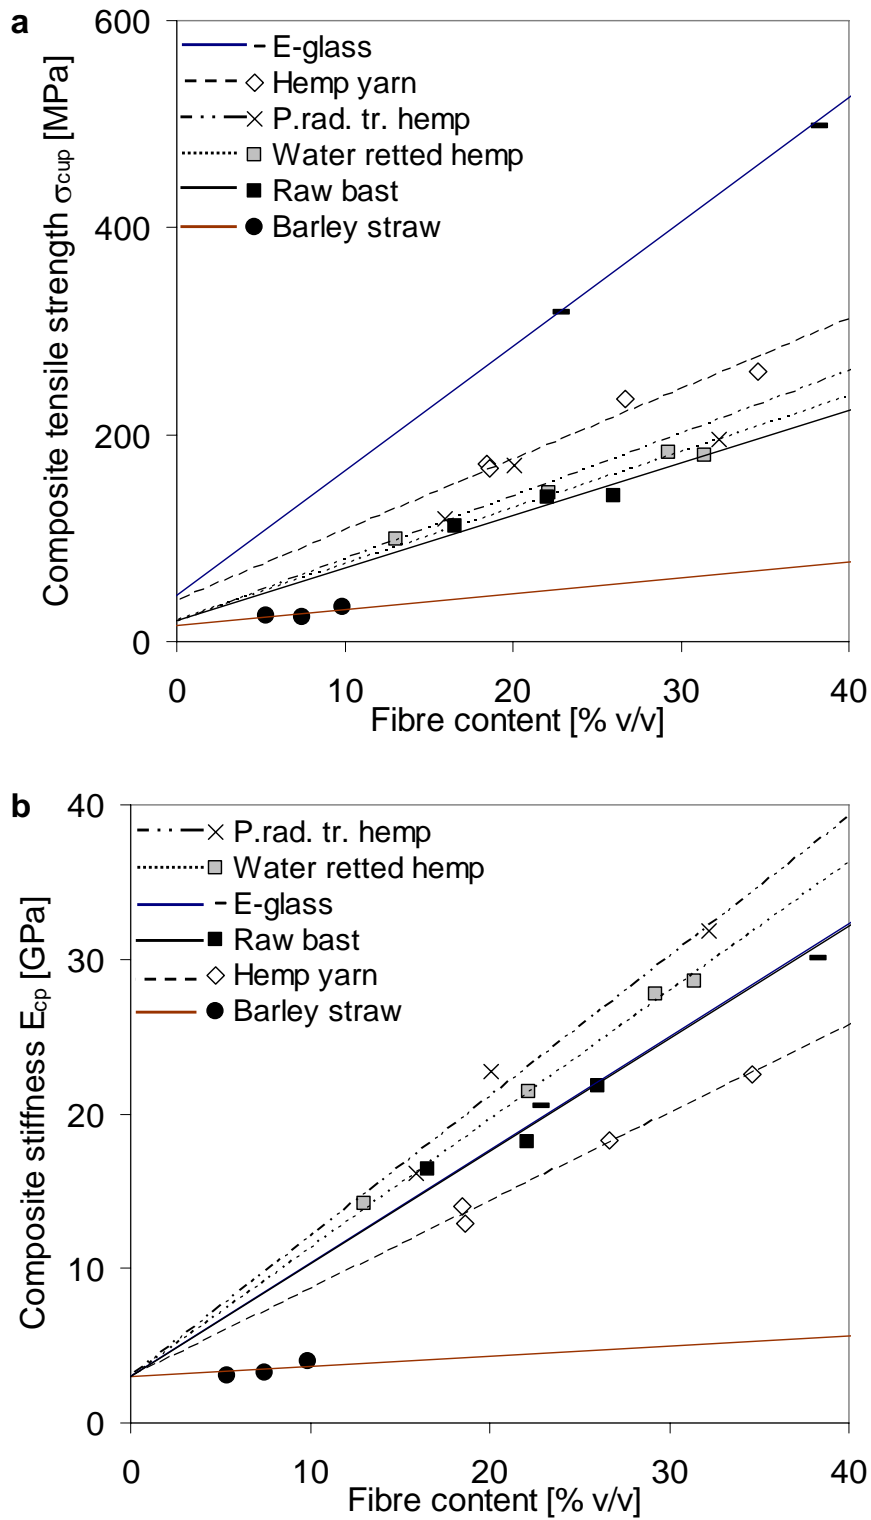 a
600
400
200
0
Composite tensile strength σcup [MPa]
E-glass
Hemp yarn
P.rad. tr. hemp
Water retted hemp
Raw bast
Barley straw
0 10 20 30 40
Fibre content [% v/v]
b
40
30
20
10
0
Composite stiffness Ecp [GPa]
P.rad. tr. hemp
Water retted hemp
E-glass
Raw bast
Hemp yarn
Barley straw
0 10 20 30 40
Fibre content [% v/v]